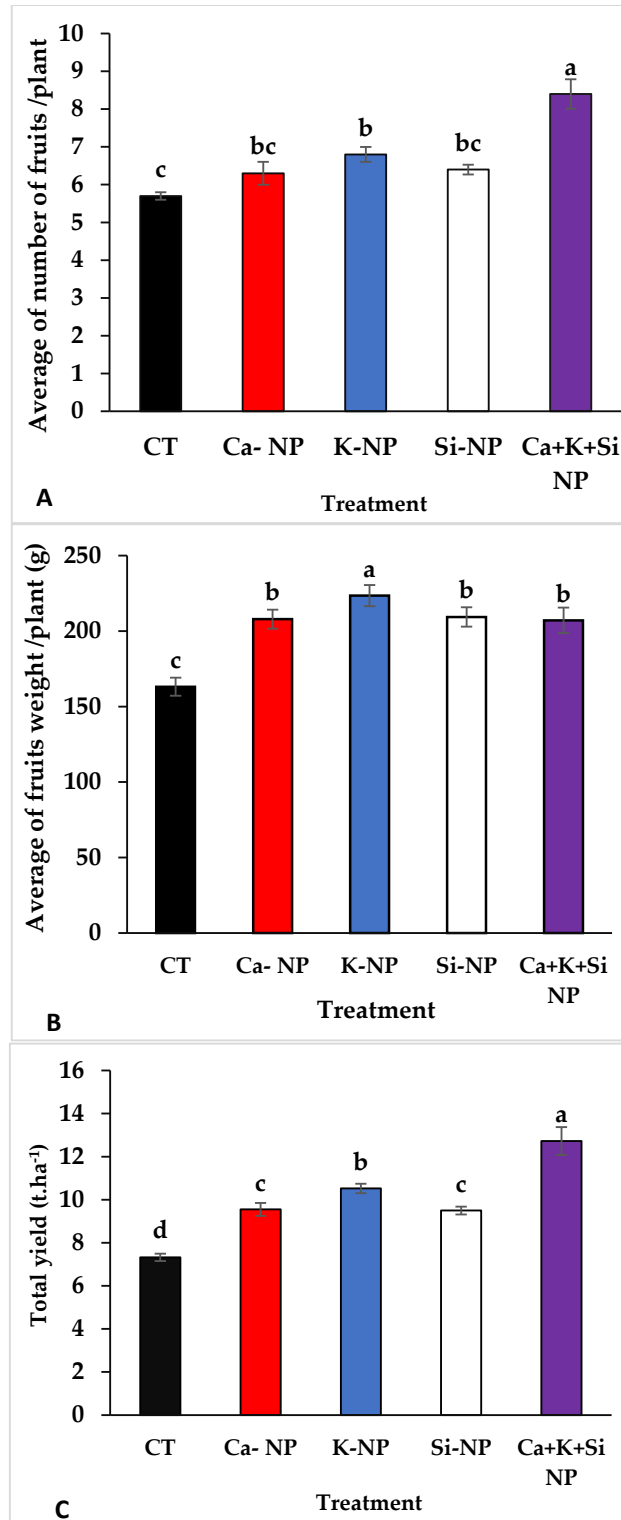 Average of number of fruits /plant
10
9
8
7
6
5
4
3
2
1
0
c
bc
b
bc
a
CT
Ca- NP
K-NP
Si-NP
Ca+K+Si
NP
Treatment
A
Average of fruits weight /plant (g)
250
200
150
100
50
0
c
b
a
b
b
CT
Ca- NP
K-NP
Si-NP
Ca+K+Si
NP
Treatment
B
Total yield (t.ha⁻¹)
16
14
12
10
8
6
4
2
0
d
c
b
c
a
CT
Ca- NP
K-NP
Si-NP
Ca+K+Si
NP
Treatment
C